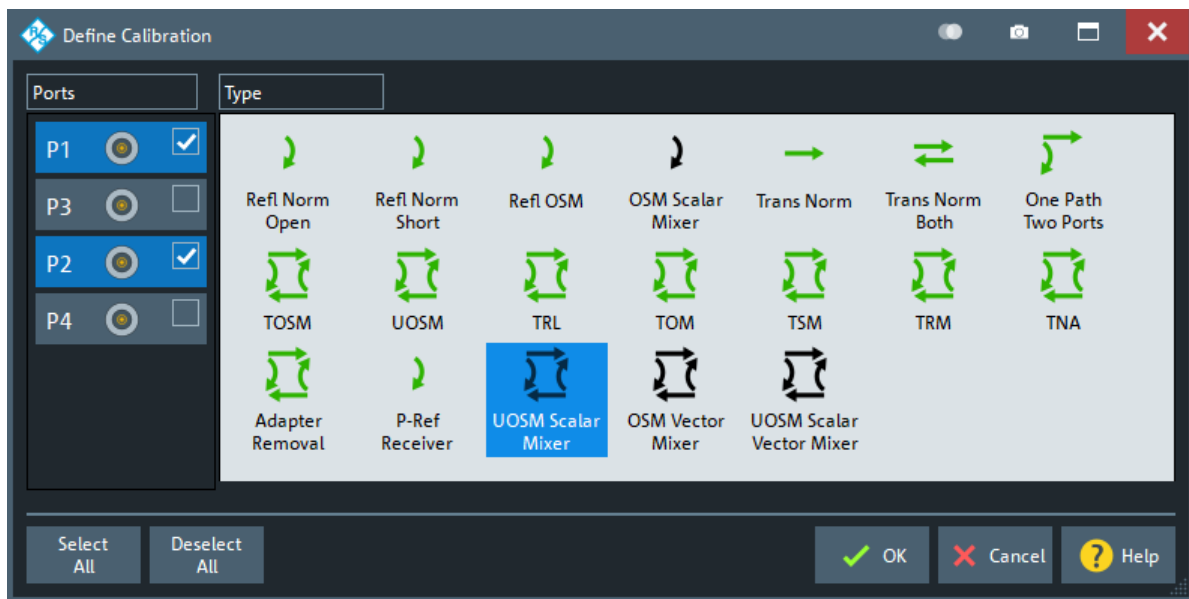 Define Calibration
Ports
Type
P1
P3
P2
P4
Refl Norm Open
Refl Norm Short
Refl OSM
OSM Scalar Mixer
Trans Norm
Trans Norm Both
One Path Two Ports
TOSM
UOSM
TRL
TOM
TSM
TRM
TNA
Adapter Removal
P-Ref Receiver
UOSM Scalar Mixer
OSM Vector Mixer
UOSM Scalar Vector Mixer
Select All
Deselect All
OK
Cancel
? Help